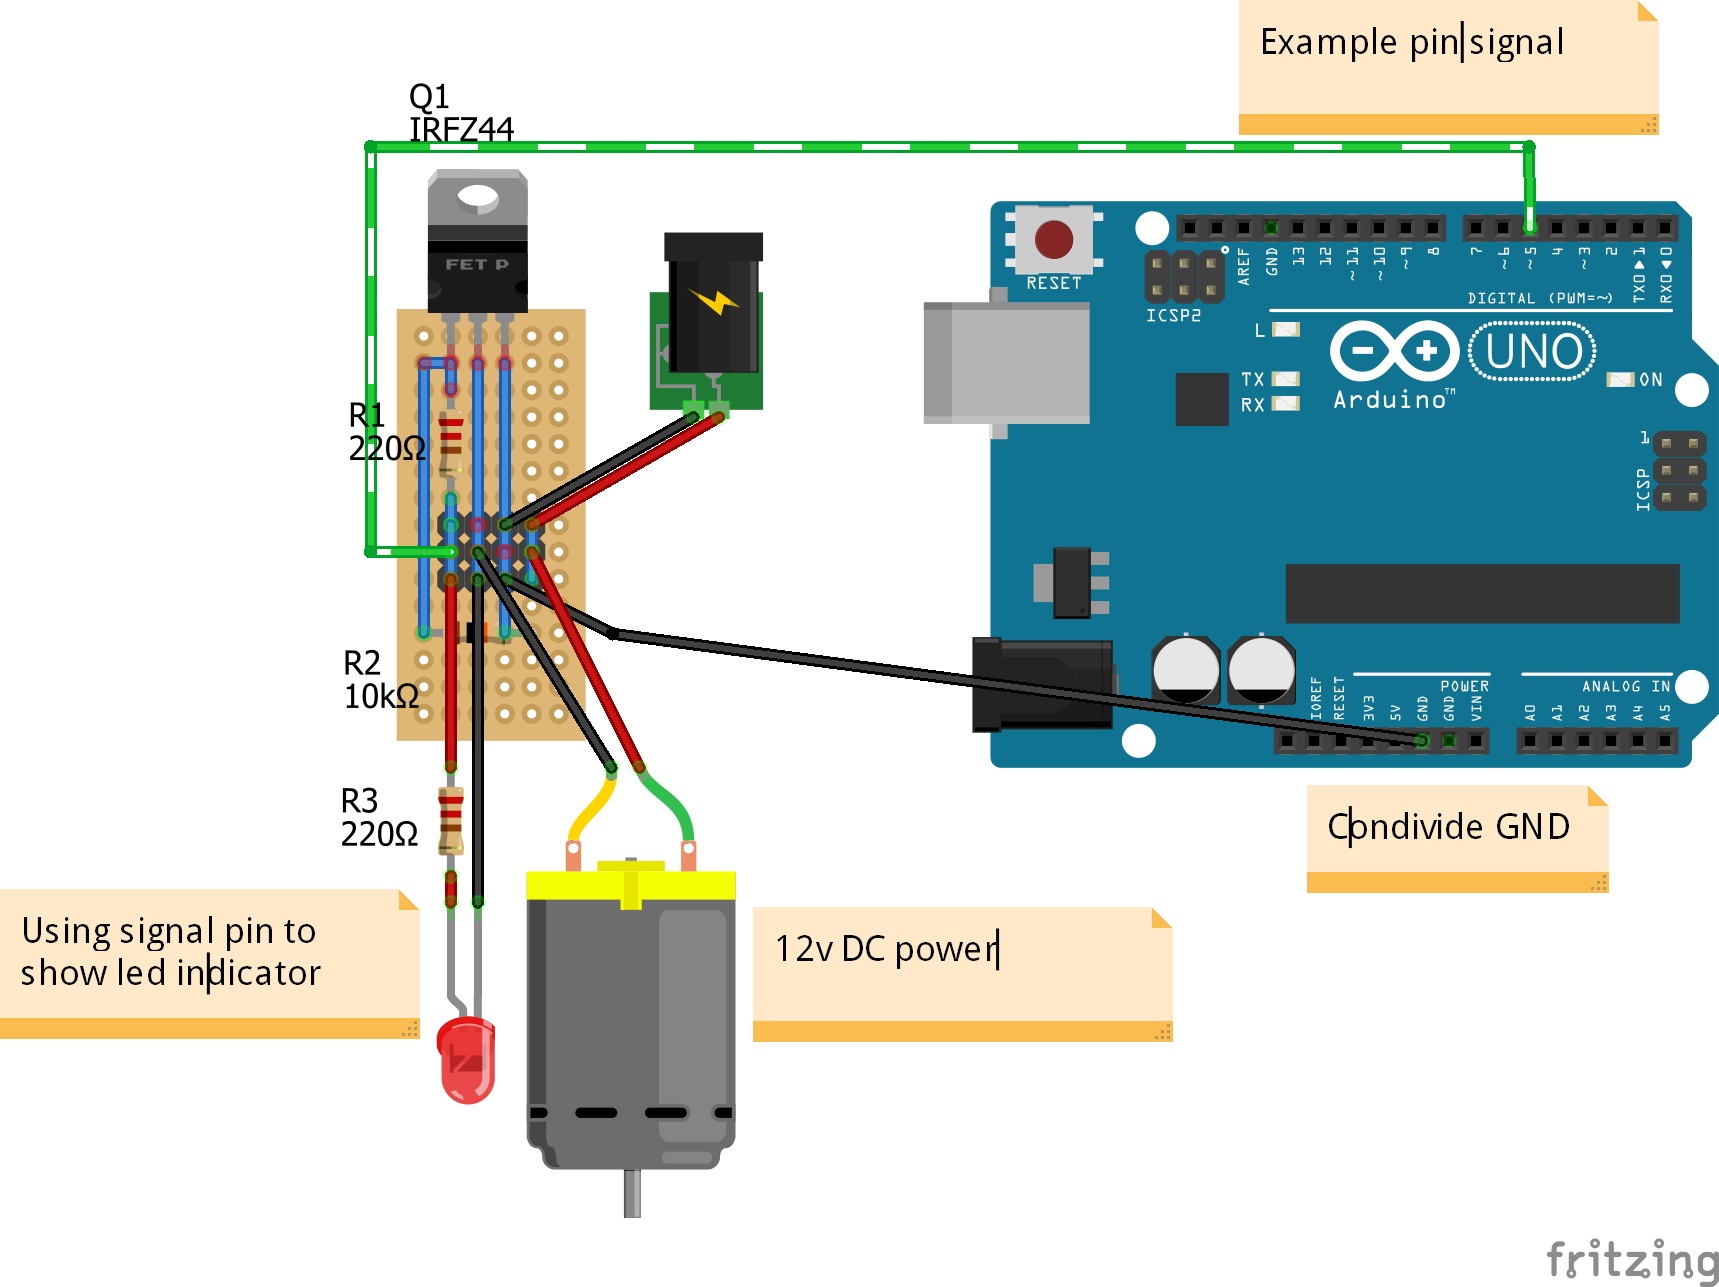 Example pin signal
Q1
IRFZ44
FET P
RESET
ICSP2
AREF
GND
13
12
~11
~10
~9
8
7
~6
~5
4
~3
2
TX0▶1
RX0◀0
DIGITAL (PWM=~)
L
TX
RX
UNO
Arduino™
ON
1
ICSP
R1
220Ω
R2
10kΩ
IOREF
RESET
3V3
5V
GND
GND
VIN
POWER
ANALOG IN
A0
A1
A2
A3
A4
A5
R3
220Ω
Condivide GND
Using signal pin to
show led indicator
12v DC power
fritzing